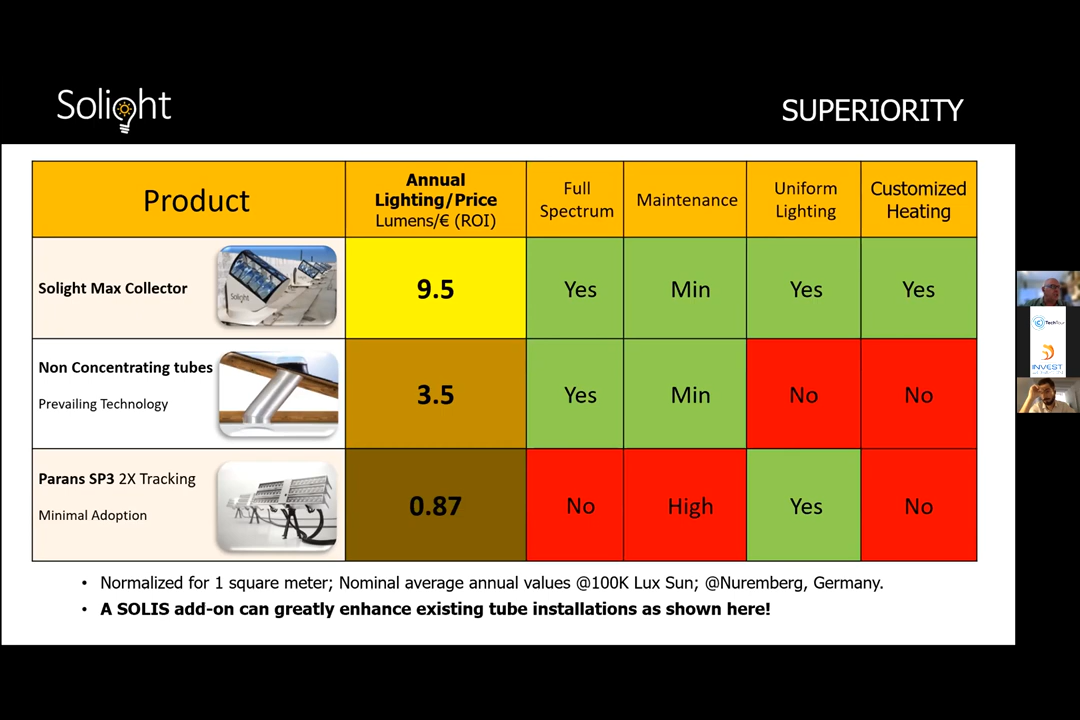 Solight
SUPERIORITY
Product
Annual
Lighting/Price
Lumens/€ (ROI)
Full
Spectrum
Maintenance
Uniform
Lighting
Customized
Heating
Solight Max Collector
Solight
9.5
Yes
Min
Yes
Yes
Non Concentrating tubes
Prevailing Technology
3.5
Yes
Min
No
No
Parans SP3 2X Tracking
Minimal Adoption
0.87
No
High
Yes
No
• Normalized for 1 square meter; Nominal average annual values @100K Lux Sun; @Nuremberg, Germany.
• A SOLIS add-on can greatly enhance existing tube installations as shown here!
TechTour
INVEST